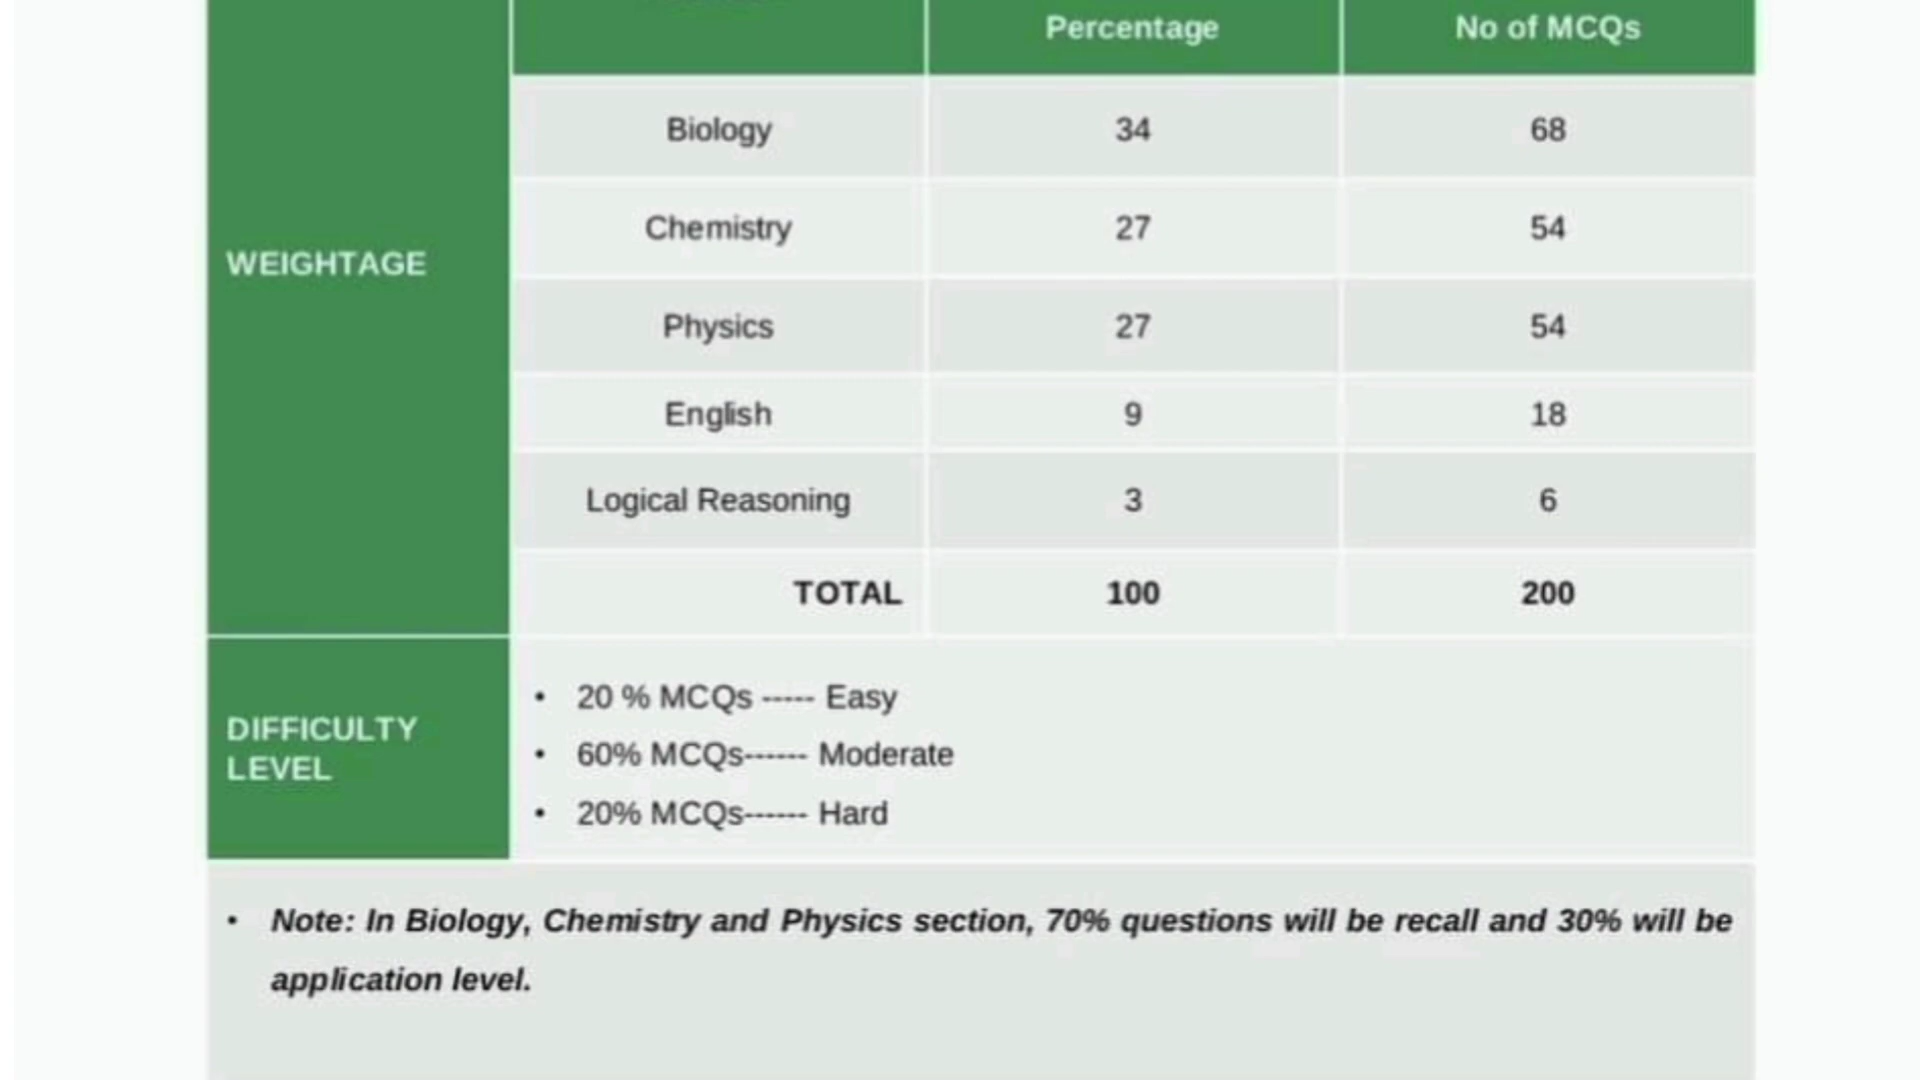 Percentage No of MCQs
WEIGHTAGE
Biology 34 68
Chemistry 27 54
Physics 27 54
English 9 18
Logical Reasoning 3 6
TOTAL 100 200
DIFFICULTY
LEVEL
• 20 % MCQs ----- Easy
• 60% MCQs------ Moderate
• 20% MCQs------ Hard
• Note: In Biology, Chemistry and Physics section, 70% questions will be recall and 30% will be
application level.